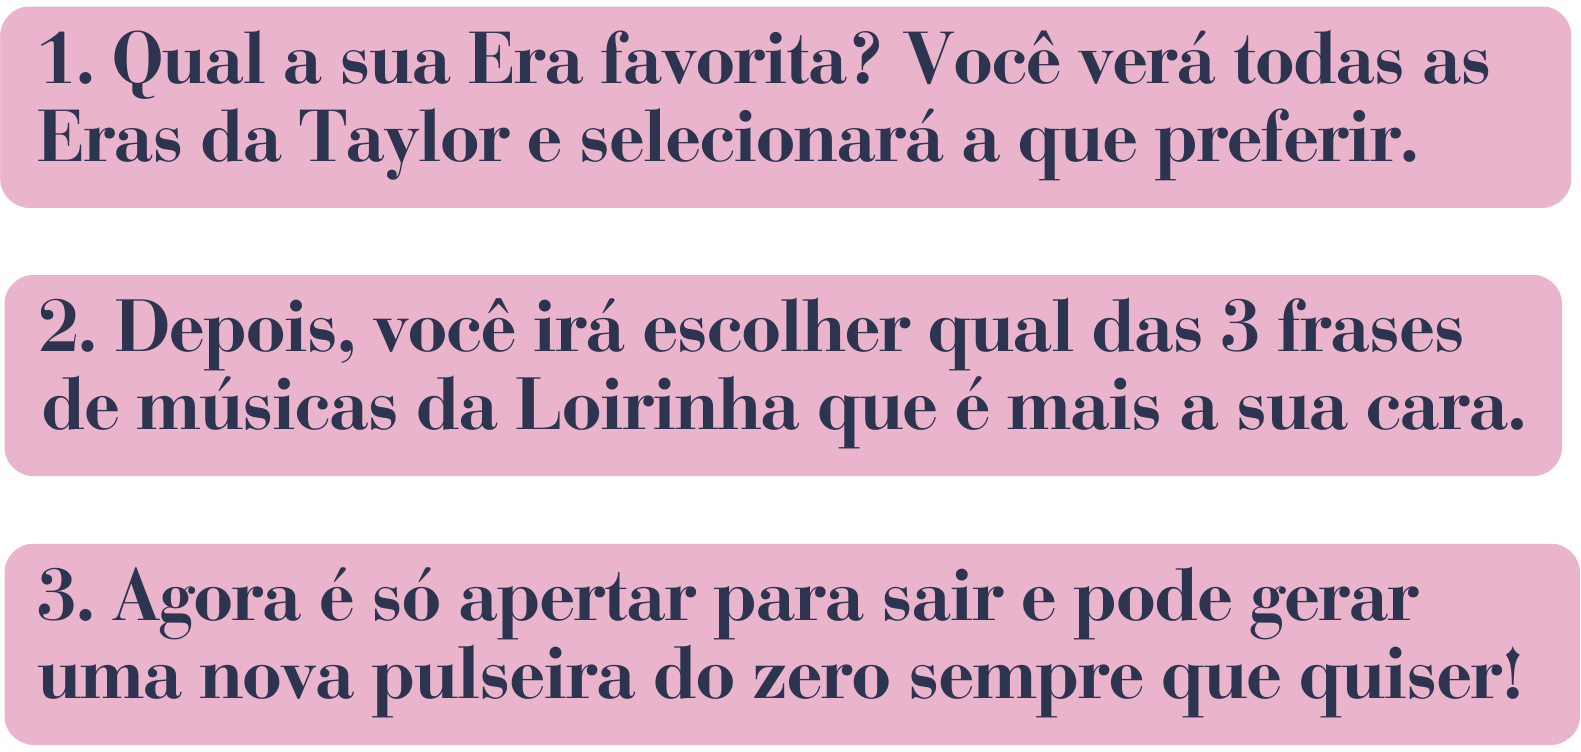 1. Qual a sua Era favorita? Você verá todas as
Eras da Taylor e selecionará a que preferir.
2. Depois, você irá escolher qual das 3 frases
de músicas da Loirinha que é mais a sua cara.
3. Agora é só apertar para sair e pode gerar
uma nova pulseira do zero sempre que quiser!